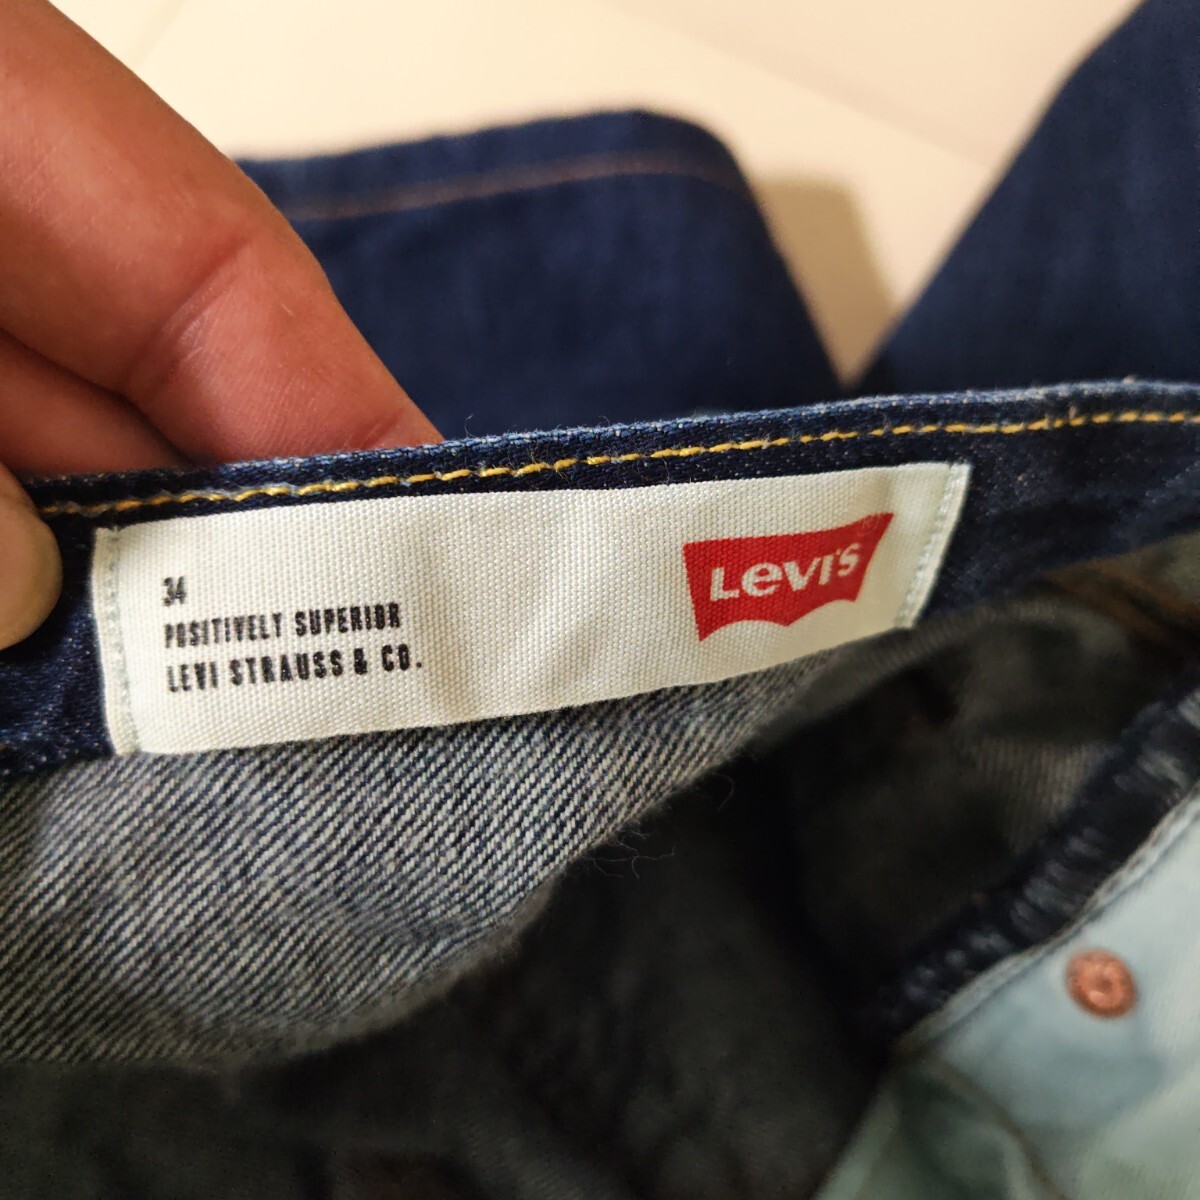 34
POSITIVELY SUPERIOR
LEVI STRAUSS & CO.
LEVI'S®